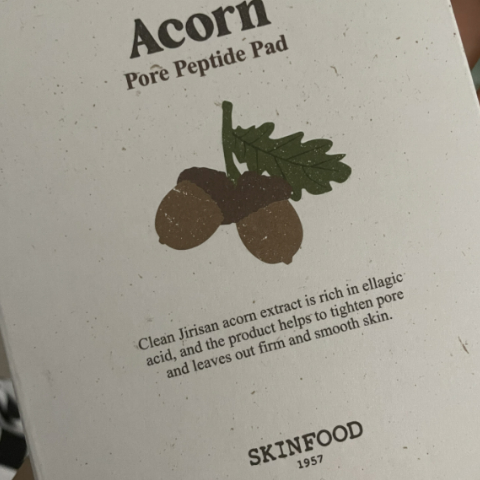 Acorn
Pore Peptide Pad
Clean Jirisan acorn extract is rich in ellagic
acid, and the product helps to tighten pore
and leaves out firm and smooth skin.
SKINFOOD
1957